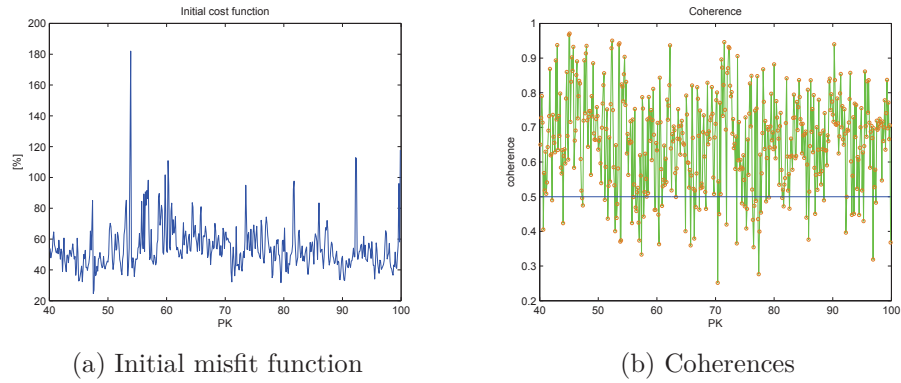 Initial cost function
200
180
160
140
120
100
80
60
40
20
[%]
40 50 60 70 80 90 100
PK
(a) Initial misfit function
Coherence
1
0.9
0.8
0.7
0.6
0.5
0.4
0.3
0.2
coherence
40 50 60 70 80 90 100
PK
(b) Coherences